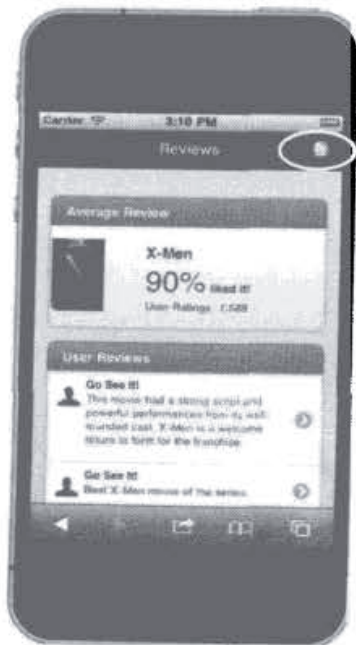 Carrier 3:10 PM
Reviews
Average Review
X-Men
90% liked it!
User Ratings: 1,588
User Reviews
Go See It!
This movie had a strong script and
powerful performances from its well-
rounded cast. X-Men is a welcome
return to form for the franchise.
Go See It!
Best X-Men movie of the series.